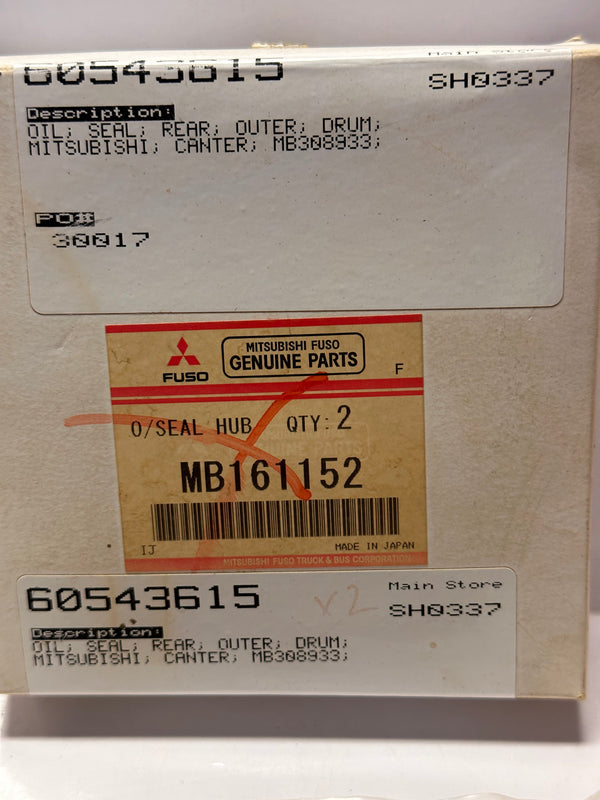 Main Store
60543615
SH0337
Description:
OIL; SEAL; REAR; OUTER; DRUM;
MITSUBISHI; CANTER; MB308933;
PO#
30017
FUSO
MITSUBISHI FUSO
GENUINE PARTS
F
O/SEAL HUB QTY: 2
MB161152
IJ
MADE IN JAPAN
MITSUBISHI FUSO TRUCK & BUS CORPORATION
60543615
x2
Main Store
SH0337
Description:
OIL; SEAL; REAR; OUTER; DRUM;
MITSUBISHI; CANTER; MB308933;